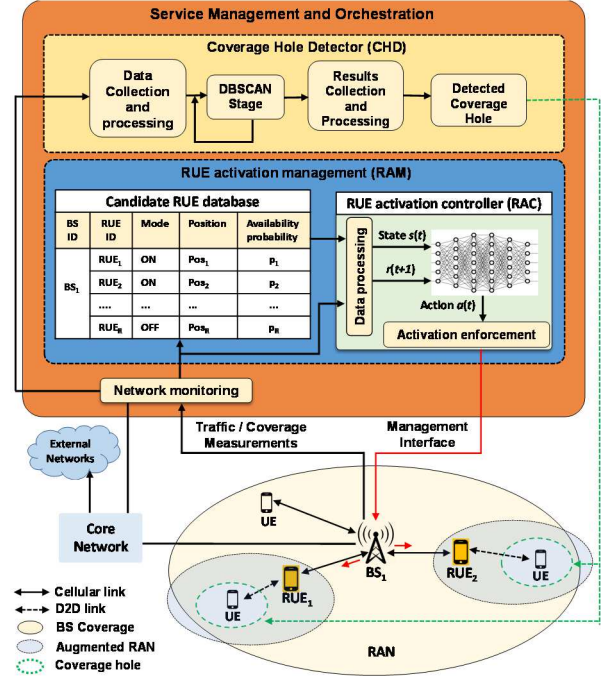 Service Management and Orchestration
Coverage Hole Detector (CHD)
Data
Collection
and
processing
DBSCAN
Stage
Results
Collection
and
Processing
Detected
Coverage
Hole
RUE activation management (RAM)
Candidate RUE database
BS ID RUE ID Mode Position Availability probability
BS₁ RUE₁ ON Pos₁ p₁
RUE₂ ON Pos₂ p₂
.... ... ... ...
RUE_R OFF Pos_R p_R
RUE activation controller (RAC)
Data processing
State s(t)
r(t+1)
Action a(t)
Activation enforcement
Network monitoring
Traffic / Coverage
Measurements
Management
Interface
External
Networks
Core
Network
UE
BS₁
RUE₂
UE
RUE₁
UE
RAN
Cellular link
D2D link
BS Coverage
Augmented RAN
Coverage hole